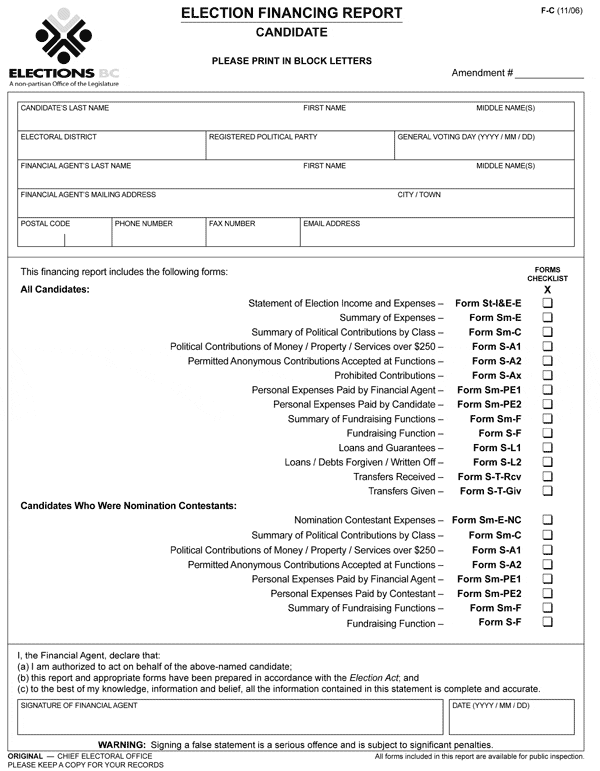 ELECTION FINANCING REPORT
F-C (11/06)
CANDIDATE
PLEASE PRINT IN BLOCK LETTERS
ELECTIONS BC
A non-partisan Office of the Legislature
Amendment #
CANDIDATE'S LAST NAME FIRST NAME MIDDLE NAME(S)
ELECTORAL DISTRICT REGISTERED POLITICAL PARTY GENERAL VOTING DAY (YYYY / MM / DD)
FINANCIAL AGENT'S LAST NAME FIRST NAME MIDDLE NAME(S)
FINANCIAL AGENT'S MAILING ADDRESS CITY / TOWN
POSTAL CODE PHONE NUMBER FAX NUMBER EMAIL ADDRESS
This financing report includes the following forms:
FORMS
CHECKLIST
All Candidates: X
Statement of Election Income and Expenses – Form St-I&E-E
Summary of Expenses – Form Sm-E
Summary of Political Contributions by Class – Form Sm-C
Political Contributions of Money / Property / Services over $250 – Form S-A1
Permitted Anonymous Contributions Accepted at Functions – Form S-A2
Prohibited Contributions – Form S-Ax
Personal Expenses Paid by Financial Agent – Form Sm-PE1
Personal Expenses Paid by Candidate – Form Sm-PE2
Summary of Fundraising Functions – Form Sm-F
Fundraising Function – Form S-F
Loans and Guarantees – Form S-L1
Loans / Debts Forgiven / Written Off – Form S-L2
Transfers Received – Form S-T-Rcv
Transfers Given – Form S-T-Giv
Candidates Who Were Nomination Contestants:
Nomination Contestant Expenses – Form Sm-E-NC
Summary of Political Contributions by Class – Form Sm-C
Political Contributions of Money / Property / Services over $250 – Form S-A1
Permitted Anonymous Contributions Accepted at Functions – Form S-A2
Personal Expenses Paid by Financial Agent – Form Sm-PE1
Personal Expenses Paid by Contestant – Form Sm-PE2
Summary of Fundraising Functions – Form Sm-F
Fundraising Function – Form S-F
I, the Financial Agent, declare that:
(a) I am authorized to act on behalf of the above-named candidate;
(b) this report and appropriate forms have been prepared in accordance with the Election Act; and
(c) to the best of my knowledge, information and belief, all the information contained in this statement is complete and accurate.
SIGNATURE OF FINANCIAL AGENT DATE (YYYY / MM / DD)
WARNING: Signing a false statement is a serious offence and is subject to significant penalties.
ORIGINAL — CHIEF ELECTORAL OFFICE All forms included in this report are available for public inspection.
PLEASE KEEP A COPY FOR YOUR RECORDS